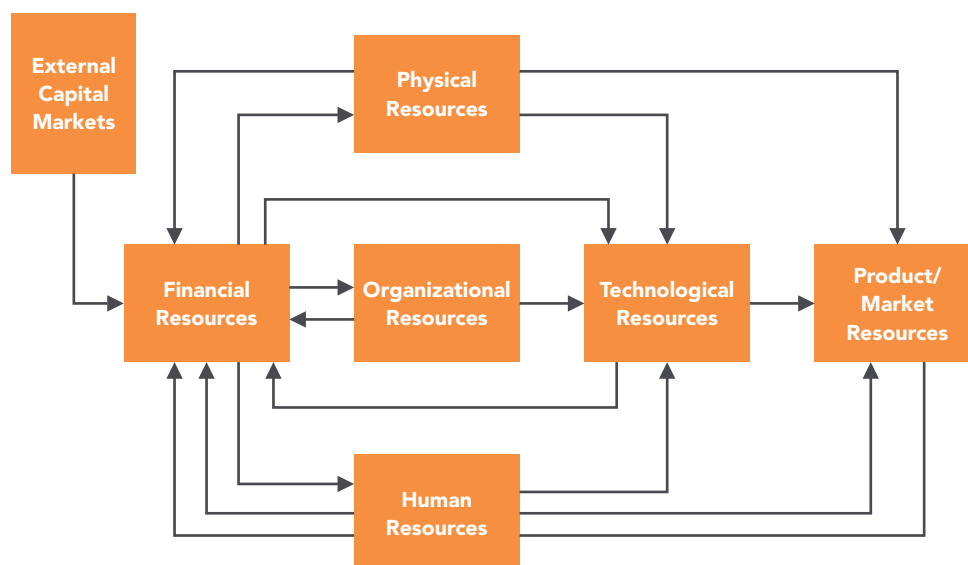 External
Capital
Markets
Physical
Resources
Financial
Resources
Organizational
Resources
Technological
Resources
Product/
Market
Resources
Human
Resources